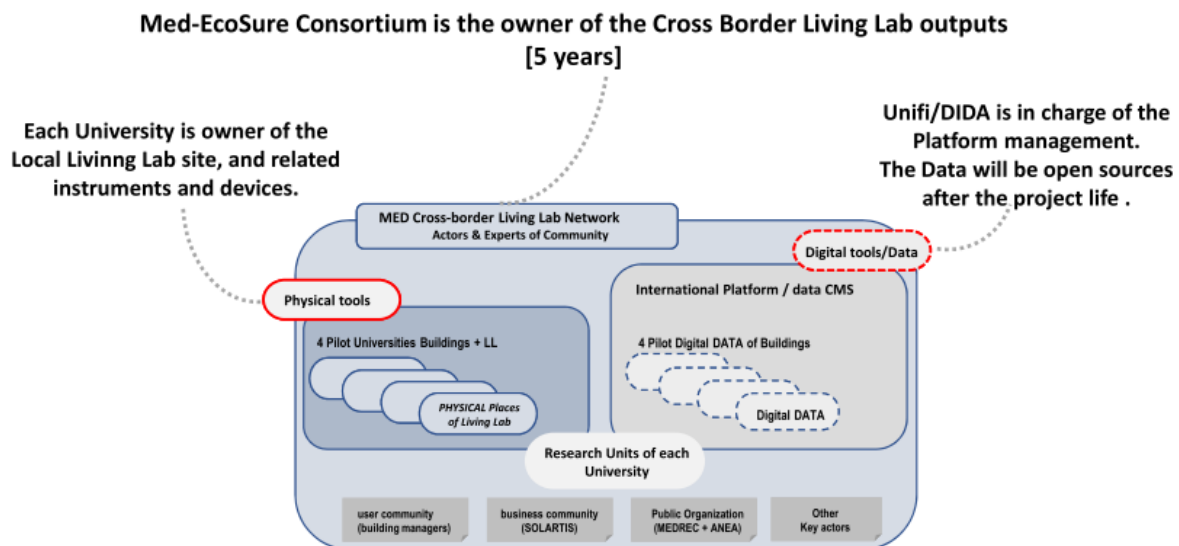 Med-EcoSure Consortium is the owner of the Cross Border Living Lab outputs
[5 years]
Each University is owner of the
Local Livinng Lab site, and related
instruments and devices.
Unifi/DIDA is in charge of the
Platform management.
The Data will be open sources
after the project life .
MED Cross-border Living Lab Network
Actors & Experts of Community
Digital tools/Data
Physical tools
International Platform / data CMS
4 Pilot Universities Buildings + LL
PHYSICAL Places
of Living Lab
4 Pilot Digital DATA of Buildings
Digital DATA
Research Units of each
University
user community
(building managers)
business community
(SOLARTIS)
Public Organization
(MEDREC + ANEA)
Other
Key actors